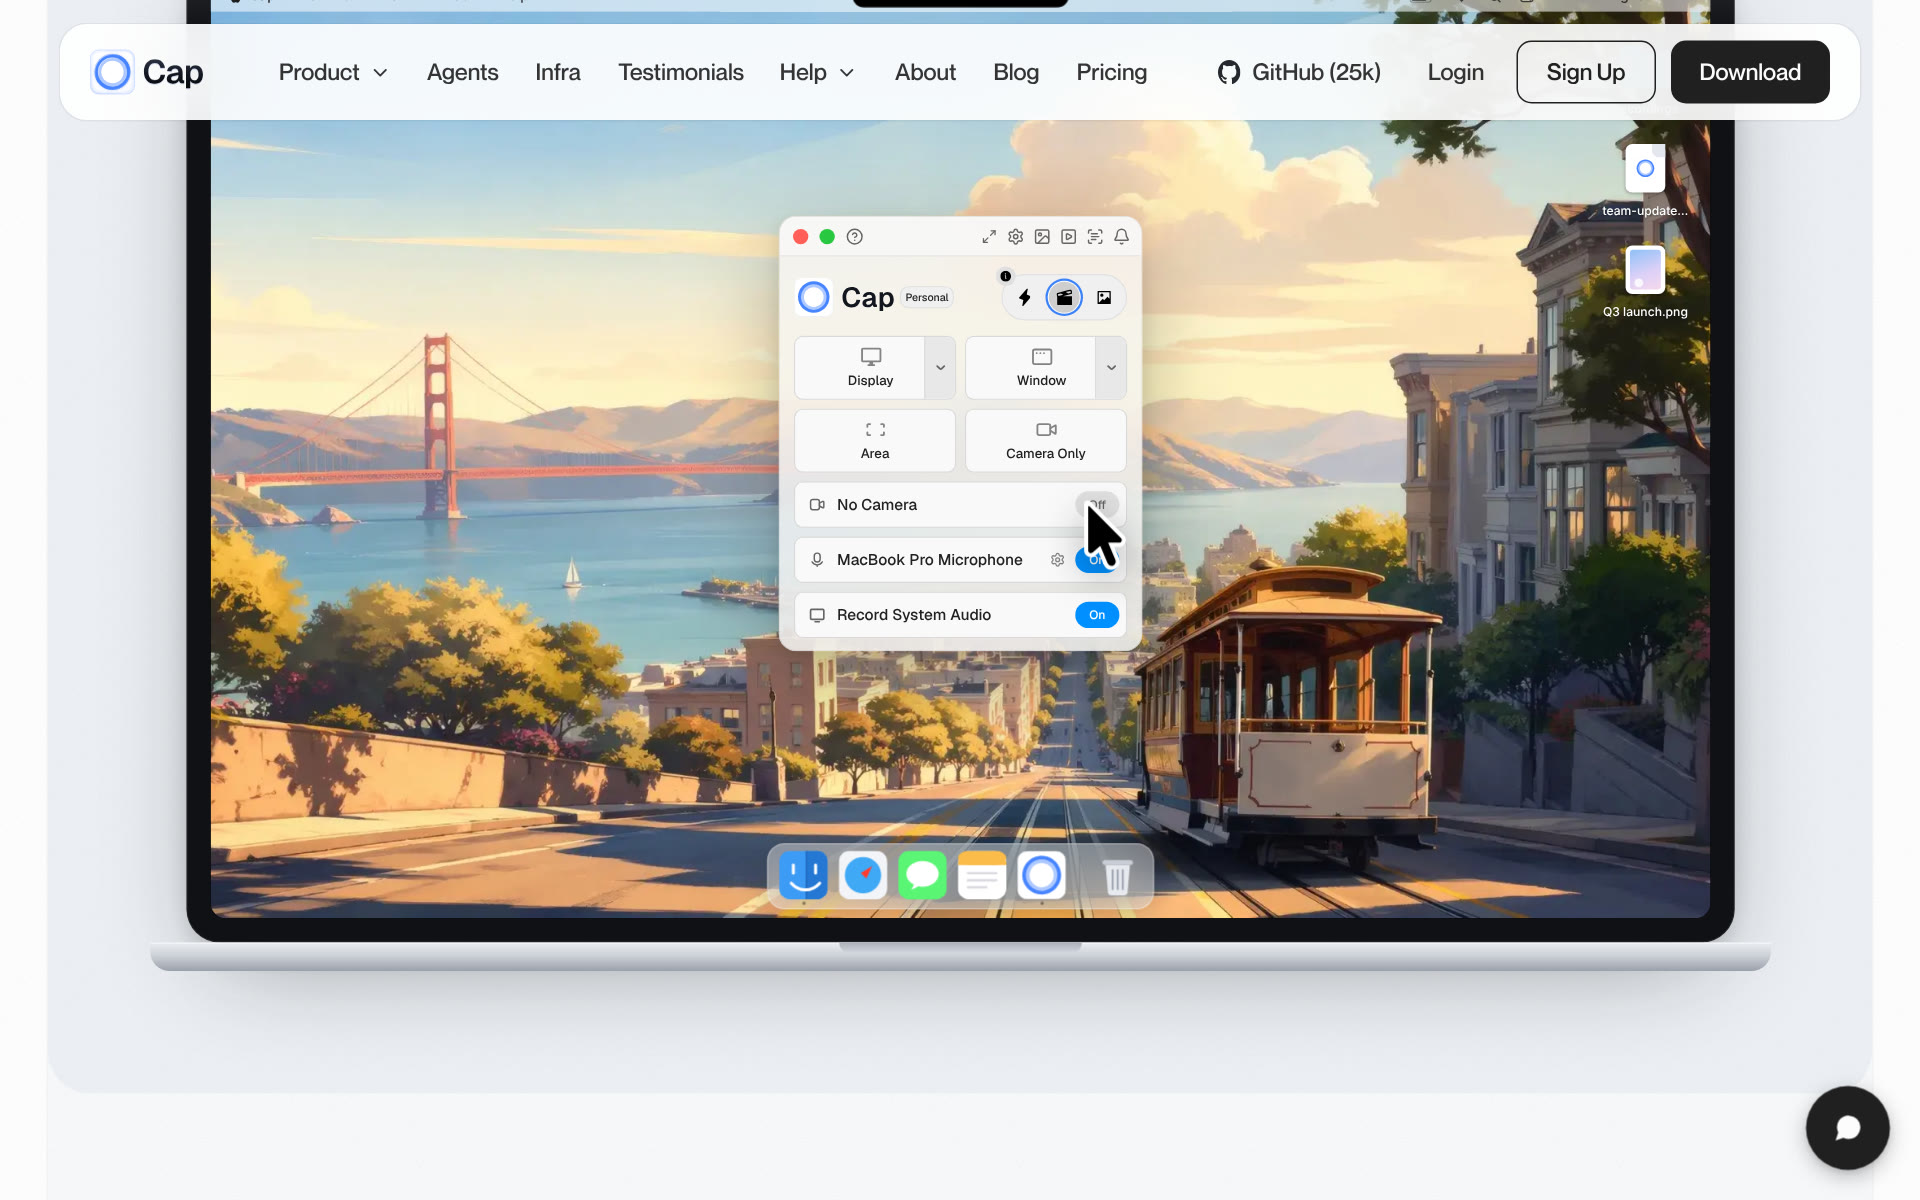 Cap
Product
Agents
Infra
Testimonials
Help
About
Blog
Pricing
GitHub (25k)
Login
Sign Up
Download
team-update...
Q3 launch.png
Cap
Personal
Display
Window
Area
Camera Only
No Camera
MacBook Pro Microphone
Record System Audio
On